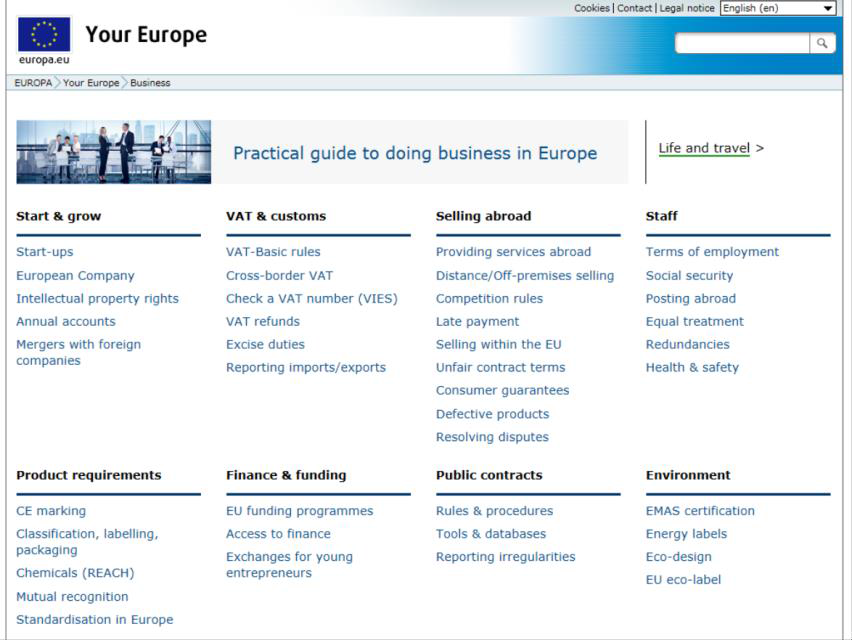 Cookies | Contact | Legal notice English (en)
Your Europe
europa.eu
EUROPA Your Europe Business
Practical guide to doing business in Europe
Life and travel >
Start & grow
Start-ups
European Company
Intellectual property rights
Annual accounts
Mergers with foreign
companies
VAT & customs
VAT-Basic rules
Cross-border VAT
Check a VAT number (VIES)
VAT refunds
Excise duties
Reporting imports/exports
Selling abroad
Providing services abroad
Distance/Off-premises selling
Competition rules
Late payment
Selling within the EU
Unfair contract terms
Consumer guarantees
Defective products
Resolving disputes
Staff
Terms of employment
Social security
Posting abroad
Equal treatment
Redundancies
Health & safety
Product requirements
CE marking
Classification, labelling,
packaging
Chemicals (REACH)
Mutual recognition
Standardisation in Europe
Finance & funding
EU funding programmes
Access to finance
Exchanges for young
entrepreneurs
Public contracts
Rules & procedures
Tools & databases
Reporting irregularities
Environment
EMAS certification
Energy labels
Eco-design
EU eco-label